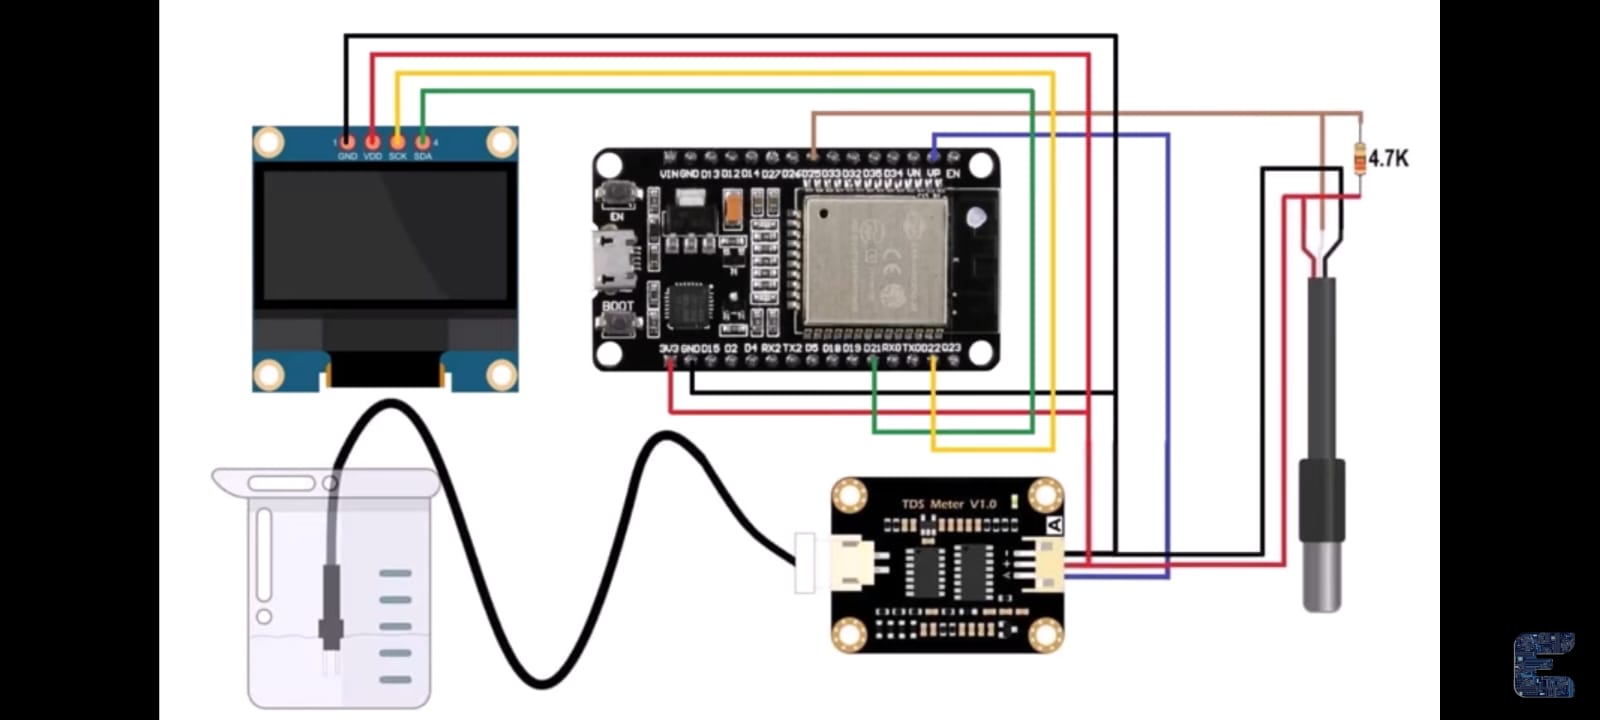 1 GND VDD SCK SDA 4
VIN GND D13 D12 D14 D27 D26 D25 D33 D32 D35 D34 VN VP EN
4.7K
EN
BOOT
3V3 GND D15 D2 D4 RX2 TX2 D5 D18 D19 D21 RX0 TX0 D22 D23
TDS Meter V1.0
A
- + A
E